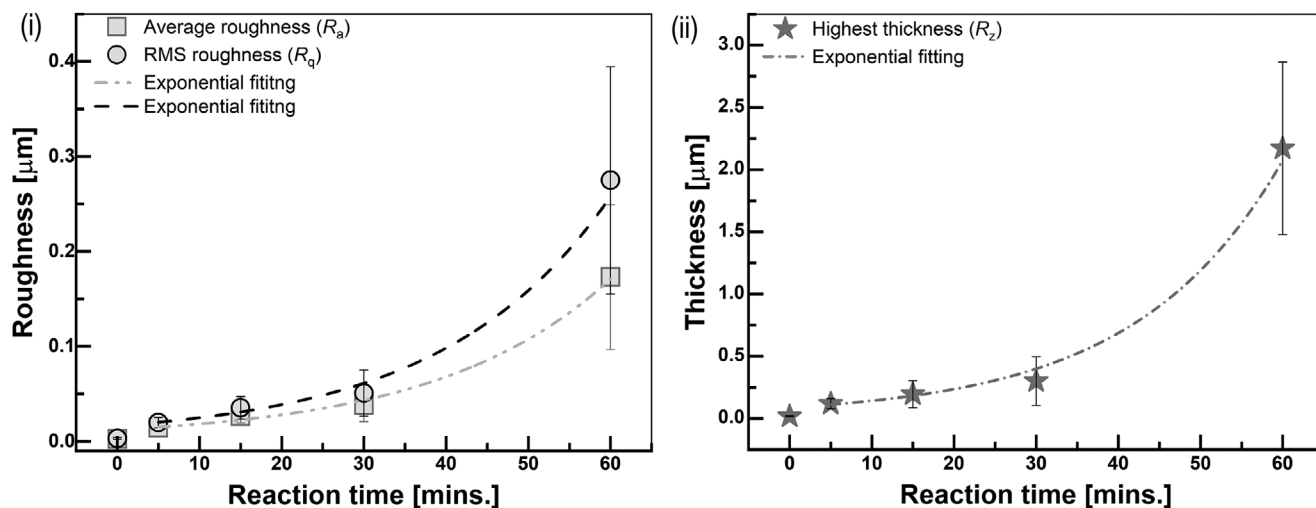 (i)
Average roughness (Rₐ)
RMS roughness (R_q)
Exponential fititng
Exponential fititng
0.4
0.3
0.2
0.1
0.0
Roughness [μm]
0 10 20 30 40 50 60
Reaction time [mins.]
(ii)
Highest thickness (R_z)
Exponential fitting
3.0
2.5
2.0
1.5
1.0
0.5
0.0
Thickness [μm]
0 10 20 30 40 50 60
Reaction time [mins.]